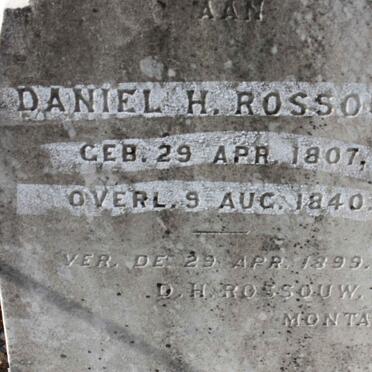 AAN
DANIEL H. ROSSO
GEB. 29 APR. 1807,
OVERL. 9 AUG. 1840.
VER. DE 29 APR. 1899.
D. H. ROSSOUW.
MONTA